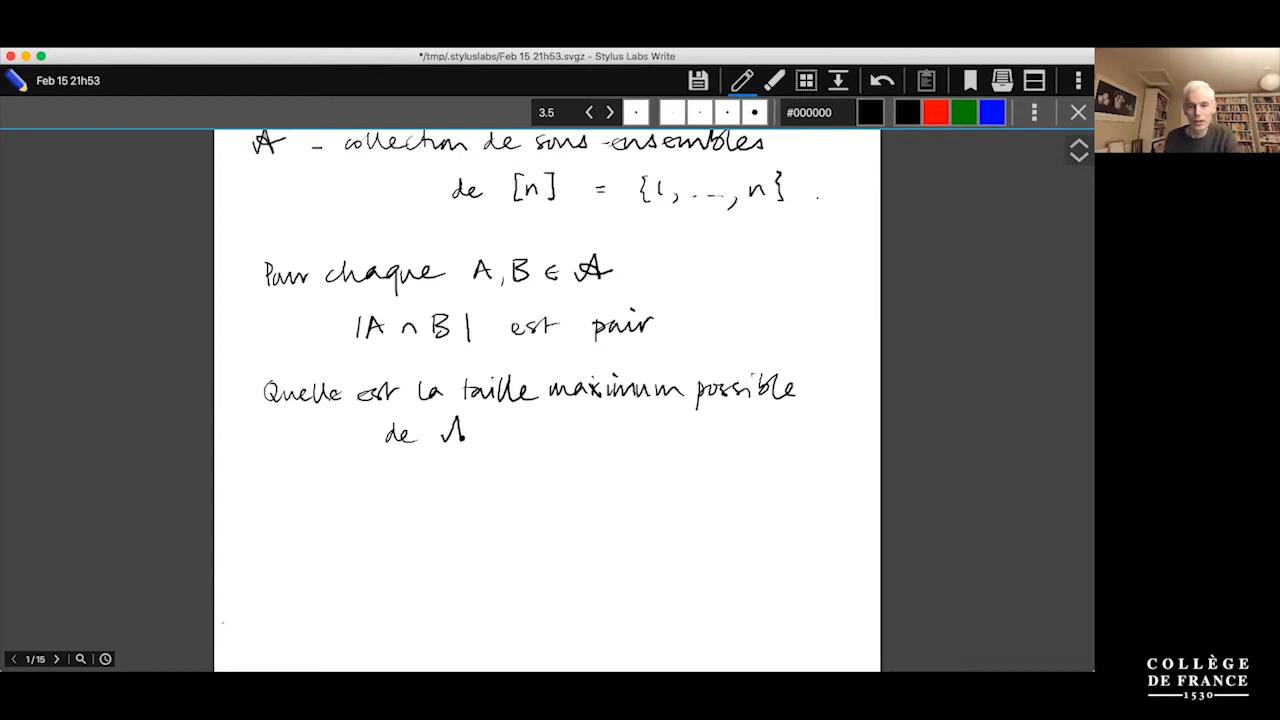 */tmp/.styluslabs/Feb 15 21h53.svgz - Stylus Labs Write
Feb 15 21h53
3.5
#000000
A - collection de sous-ensembles
de [n] = {1, ..., n} .
Pour chaque A, B ∈ A
|A ∩ B| est pair
Quelle est la taille maximum possible
de A
1/15
COLLÈGE
DE FRANCE
1530